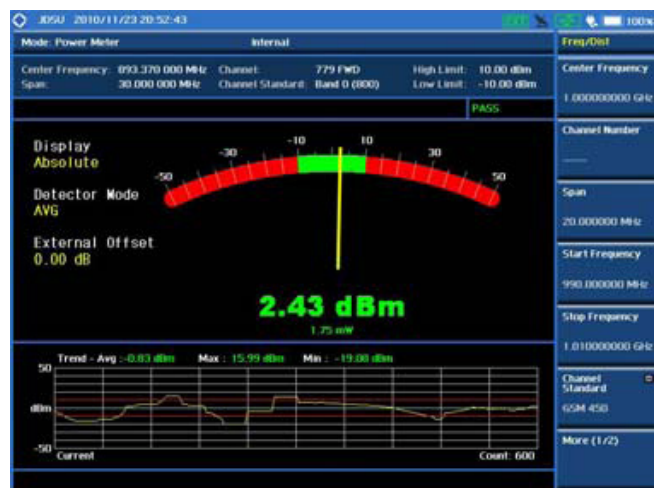 JDSU 2010/11/23 20:52:43
100%
Mode: Power Meter Internal
Freq/Dist
Center Frequency: 893.370 000 MHz Channel: 779 FWD High Limit: 10.00 dBm
Span: 30.000 000 MHz Channel Standard: Band 0 (800) Low Limit: -10.00 dBm
PASS
Center Frequency
1.000000000 GHz
Channel Number
----
Span
20.000000 MHz
Start Frequency
990.000000 MHz
Stop Frequency
1.010000000 GHz
Channel Standard
GSM 450
More (1/2)
Display
Absolute
Detector Mode
AVG
External Offset
0.00 dB
-50 -30 -10 10 30 50
2.43 dBm
1.75 mW
Trend - Avg : -0.83 dBm Max : 15.99 dBm Min : -19.08 dBm
50
dBm
-50
Current Count: 600